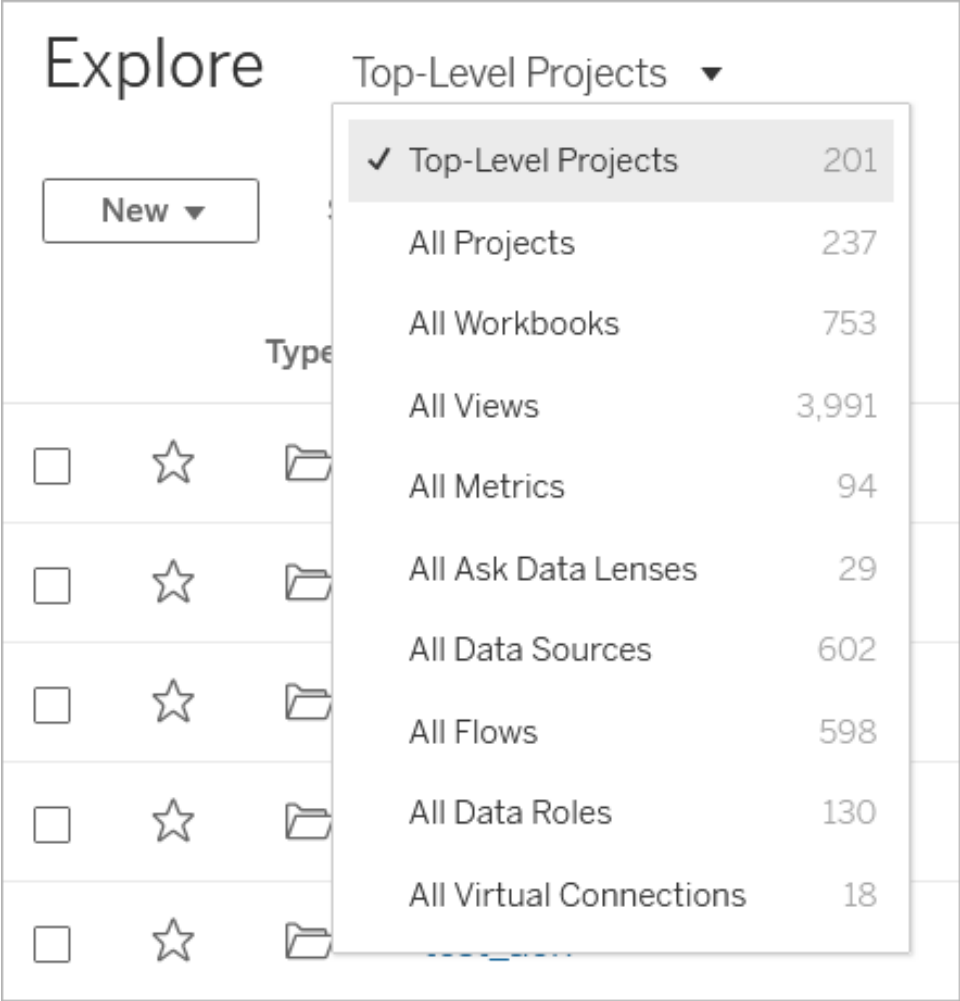 Explore
Top-Level Projects
Top-Level Projects 201
New
All Projects 237
All Workbooks 753
Type
All Views 3,991
All Metrics 94
All Ask Data Lenses 29
All Data Sources 602
All Flows 598
All Data Roles 130
All Virtual Connections 18